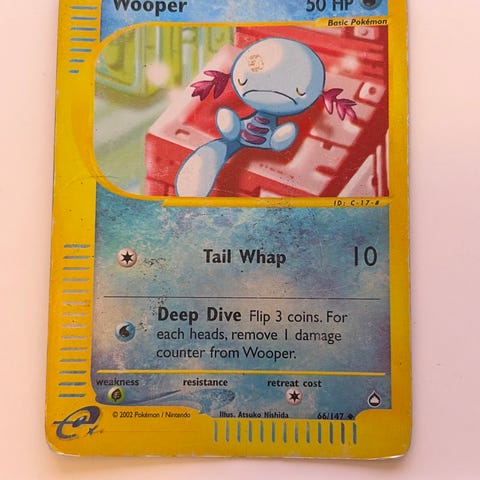 Wooper 50 HP
Basic Pokémon
ID: C-17-#
Tail Whap 10
Deep Dive Flip 3 coins. For
each heads, remove 1 damage
counter from Wooper.
weakness resistance retreat cost
© 2002 Pokémon / Nintendo Illus. Atsuko Nishida 66/147